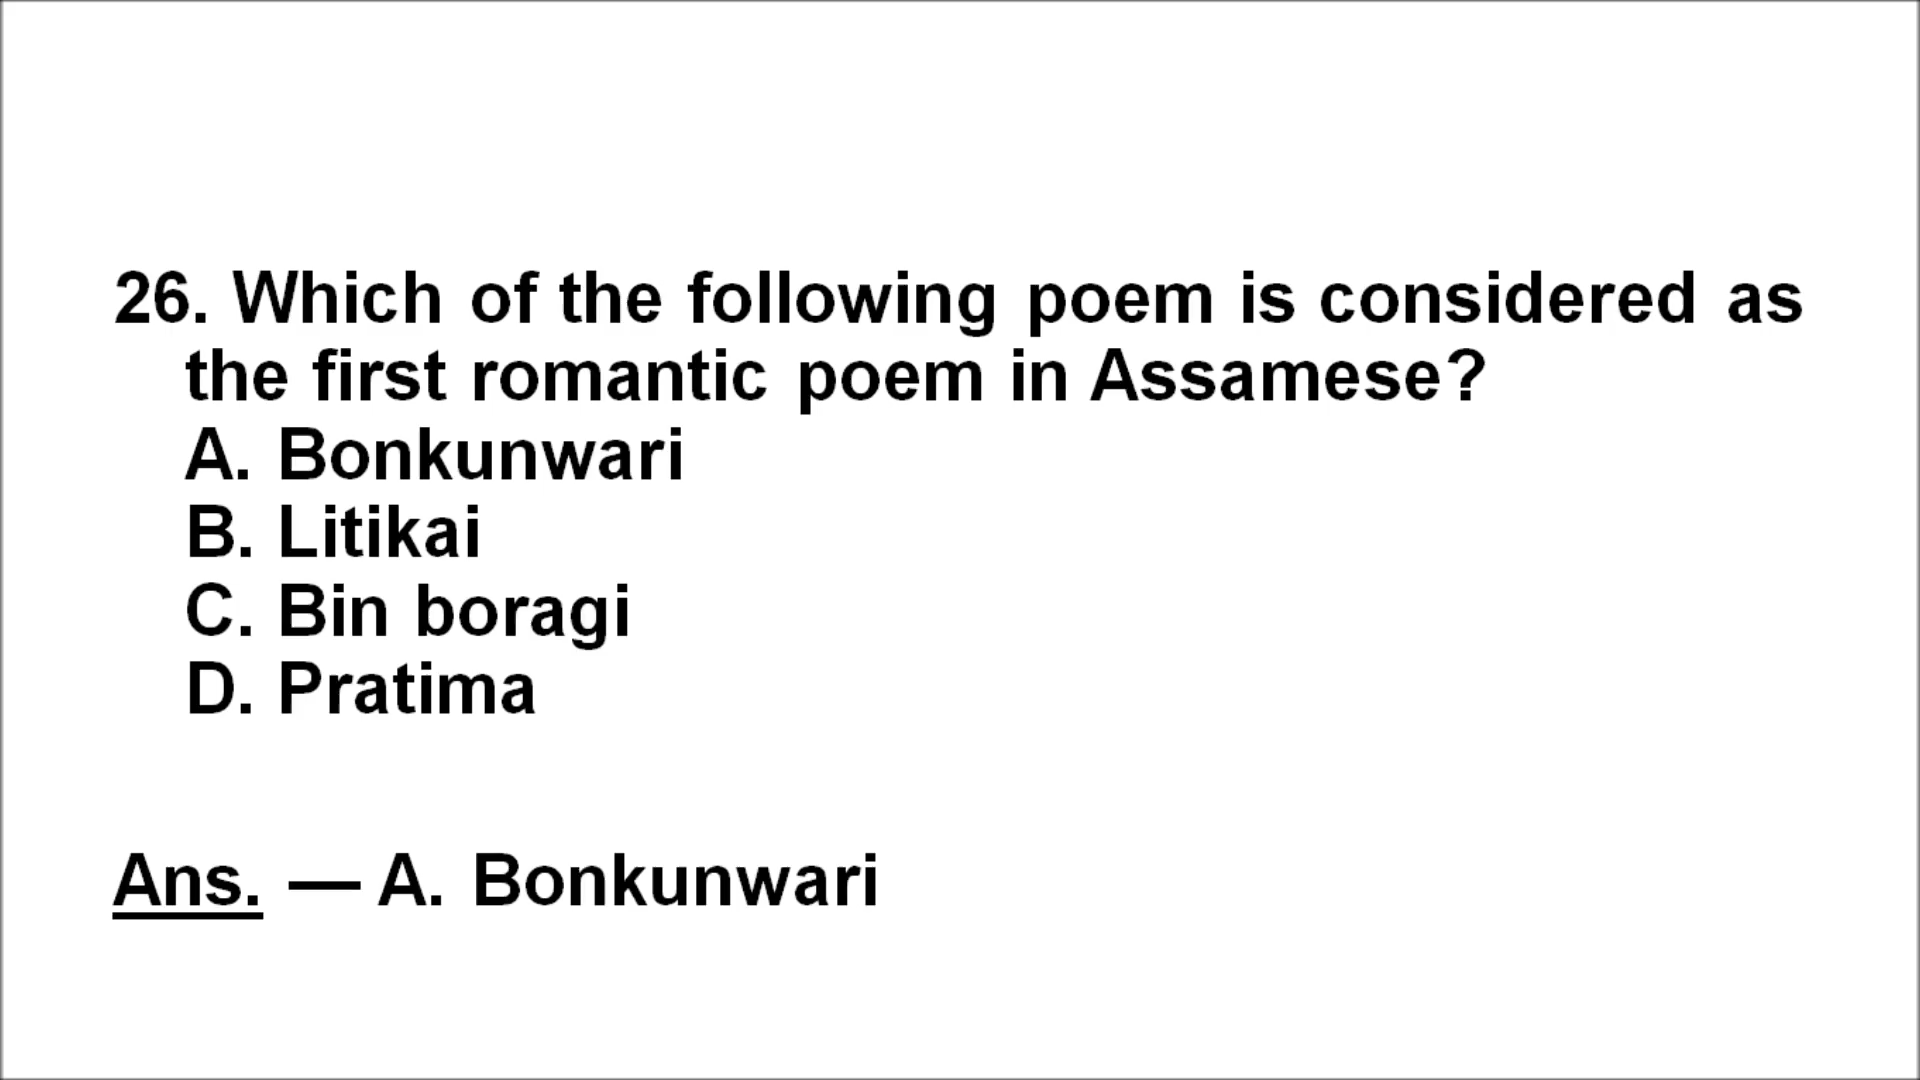 26. Which of the following poem is considered as
the first romantic poem in Assamese?
A. Bonkunwari
B. Litikai
C. Bin boragi
D. Pratima
Ans. — A. Bonkunwari